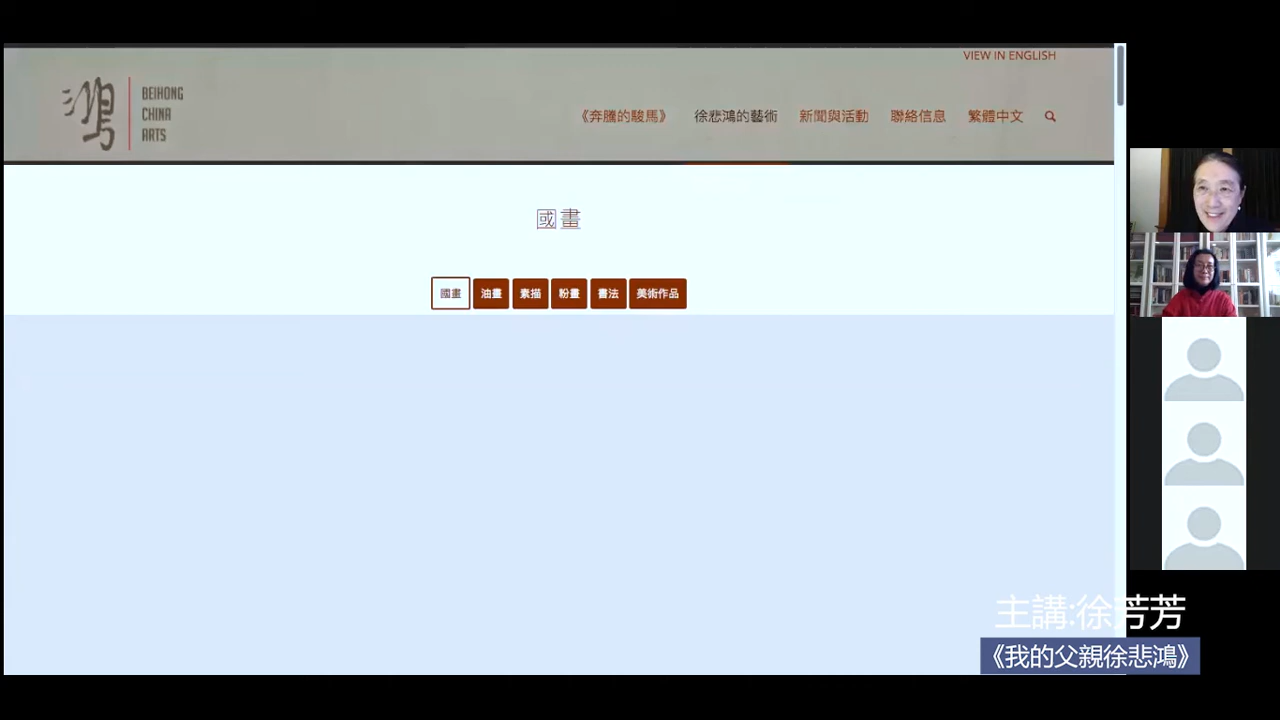 VIEW IN ENGLISH
鴻
BEIHONG
CHINA
ARTS
《奔騰的駿馬》 徐悲鴻的藝術 新聞與活動 聯絡信息 繁體中文
國畫
國畫 油畫 素描 粉畫 書法 美術作品
主講:徐芳芳
《我的父親徐悲鴻》